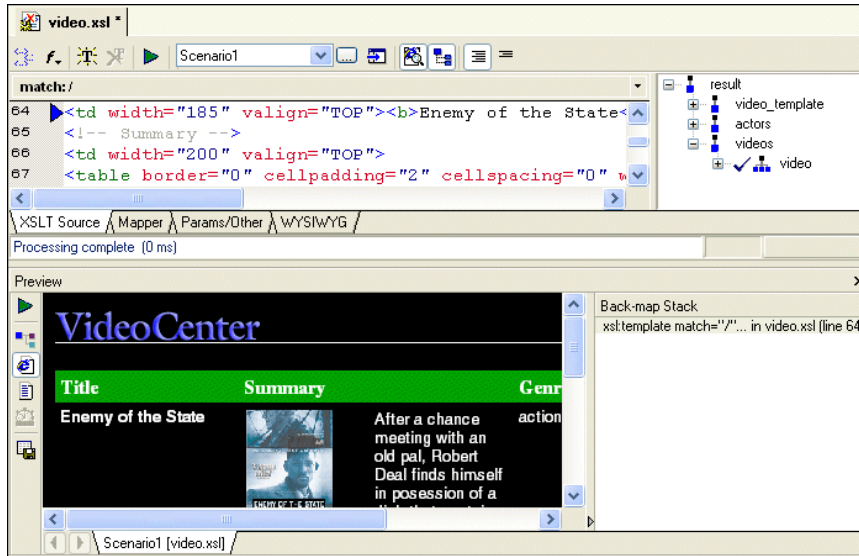 video.xsl *
Scenario1
match: /
64 <td width="185" valign="TOP"><b>Enemy of the State<
65 <!-- Summary -->
66 <td width="200" valign="TOP">
67 <table border="0" cellpadding="2" cellspacing="0" w
result
video_template
actors
videos
video
XSLT Source Mapper Params/Other WYSIWYG
Processing complete (0 ms)
Preview
Back-map Stack
xsl:template match="/"... in video.xsl (line 64
VideoCenter
Title Summary Genr
Enemy of the State
After a chance
meeting with an
old pal, Robert
Deal finds himself
in posession of a
action
ENEMY OF THE STATE
Scenario1 [video.xsl]